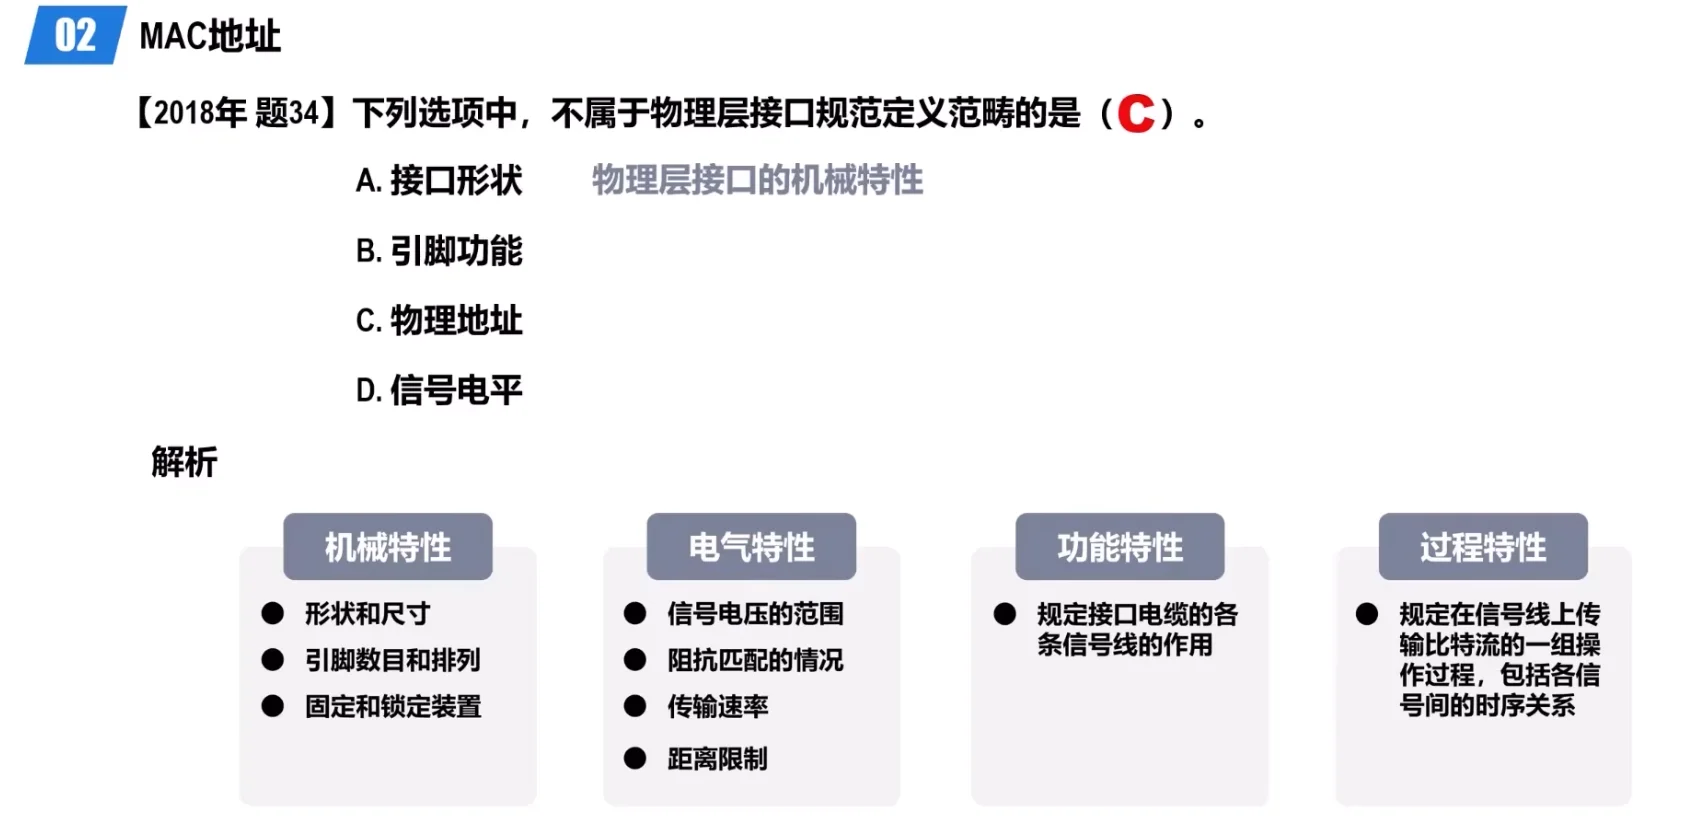 02 MAC地址
【2018年 题34】下列选项中，不属于物理层接口规范定义范畴的是（C）。
A. 接口形状 物理层接口的机械特性
B. 引脚功能
C. 物理地址
D. 信号电平
解析
机械特性
● 形状和尺寸
● 引脚数目和排列
● 固定和锁定装置
电气特性
● 信号电压的范围
● 阻抗匹配的情况
● 传输速率
● 距离限制
功能特性
● 规定接口电缆的各
条信号线的作用
过程特性
● 规定在信号线上传
输比特流的一组操
作过程，包括各信
号间的时序关系